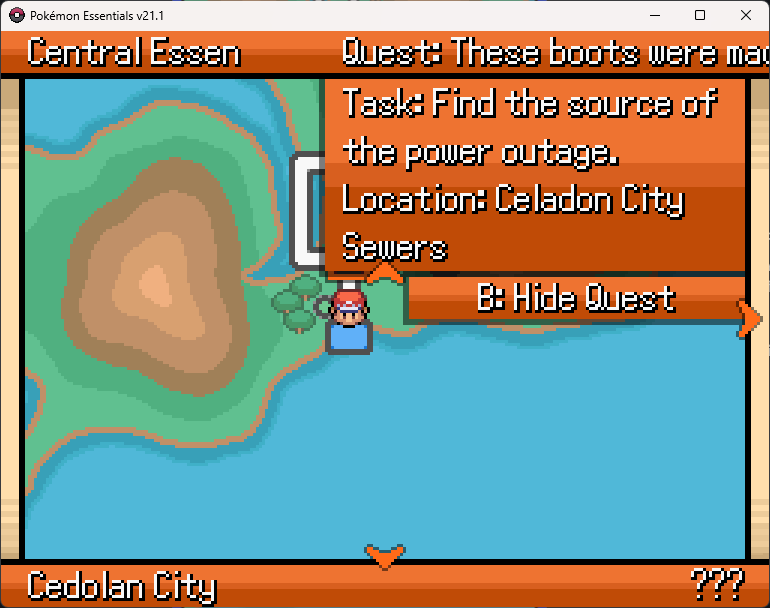 Pokémon Essentials v21.1
Central Essen
Quest: These boots were mad
Task: Find the source of
the power outage.
Location: Celadon City
Sewers
B: Hide Quest
Cedolan City
???